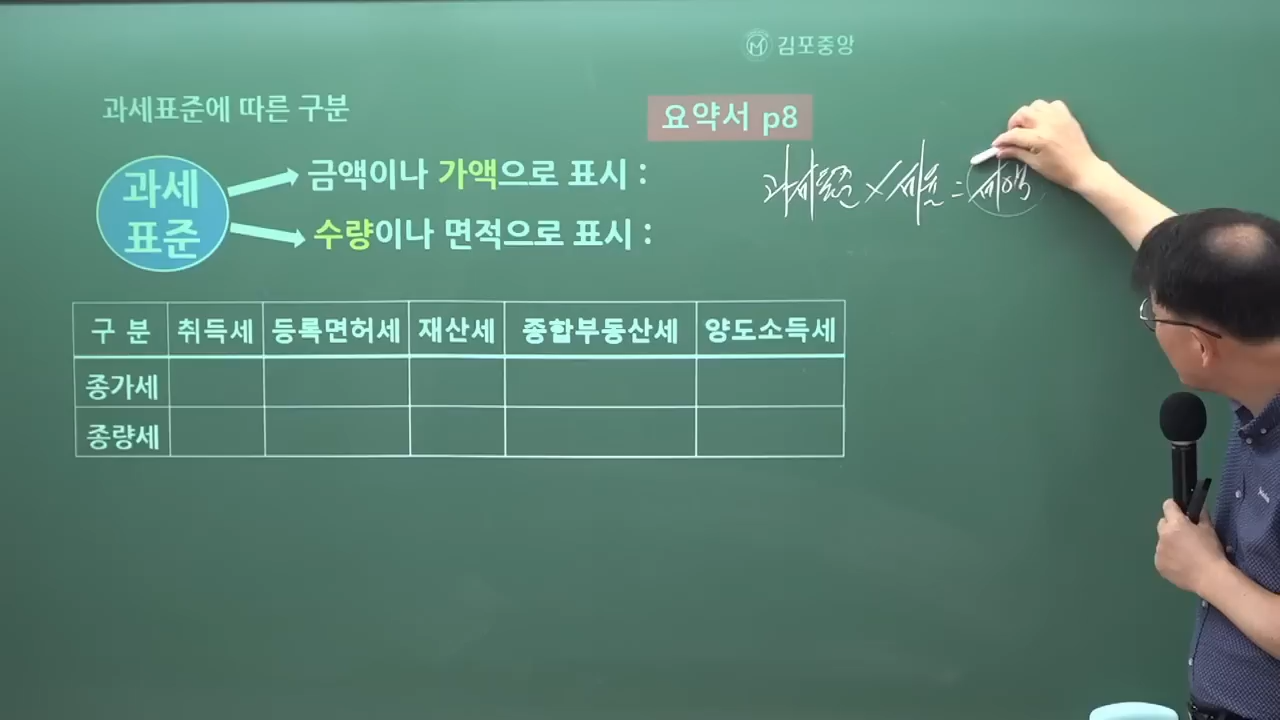 김포중앙
과세표준에 따른 구분
요약서 p8
과세표준 × 세율 = 세액
과세
표준
금액이나 가액으로 표시 :
수량이나 면적으로 표시 :
구 분 취득세 등록면허세 재산세 종합부동산세 양도소득세
종가세
종량세